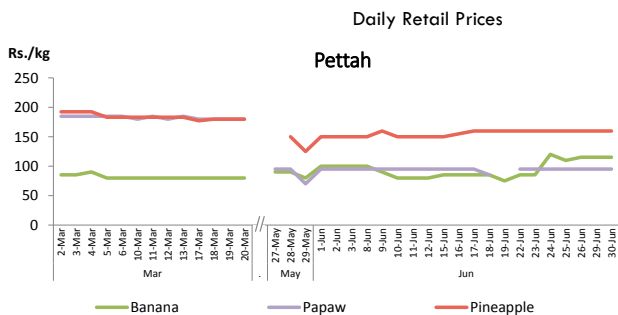 Daily Retail Prices
Rs./kg
Pettah
250
200
150
100
50
0
2-Mar
3-Mar
4-Mar
5-Mar
6-Mar
10-Mar
11-Mar
12-Mar
13-Mar
17-Mar
18-Mar
19-Mar
20-Mar
//
27-May
28-May
29-May
1-Jun
2-Jun
3-Jun
8-Jun
9-Jun
10-Jun
11-Jun
12-Jun
15-Jun
16-Jun
17-Jun
18-Jun
19-Jun
22-Jun
23-Jun
24-Jun
25-Jun
26-Jun
29-Jun
30-Jun
Mar . May Jun
Banana Papaw Pineapple